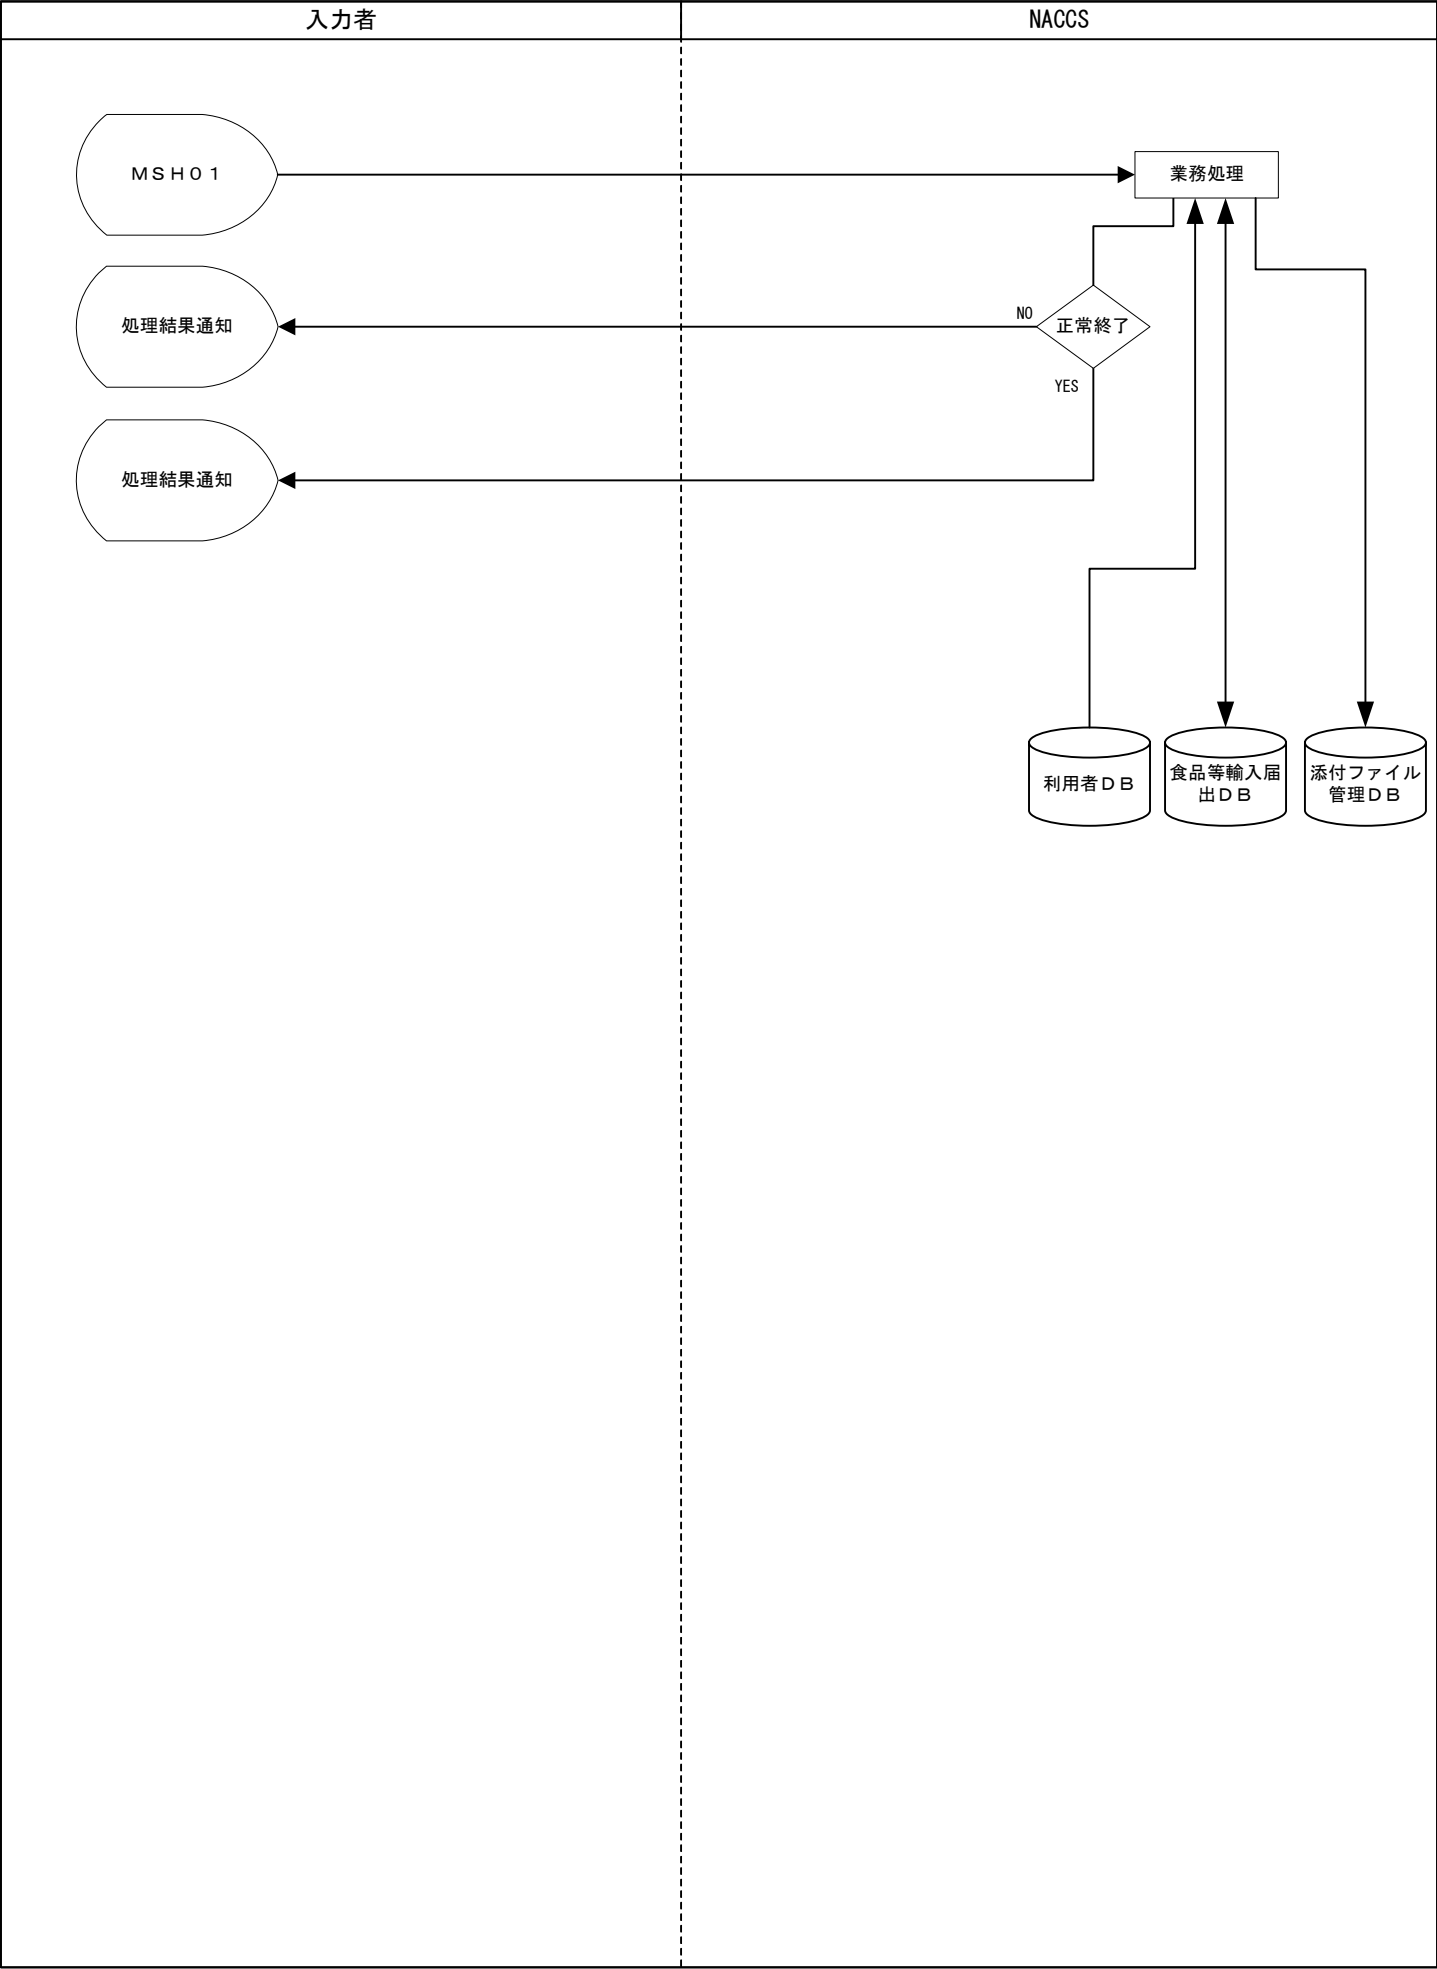 入力者
NACCS
ＭＳＨ０１
業務処理
処理結果通知
NO
正常終了
YES
処理結果通知
利用者ＤＢ
食品等輸入届
出ＤＢ
添付ファイル
管理ＤＢ